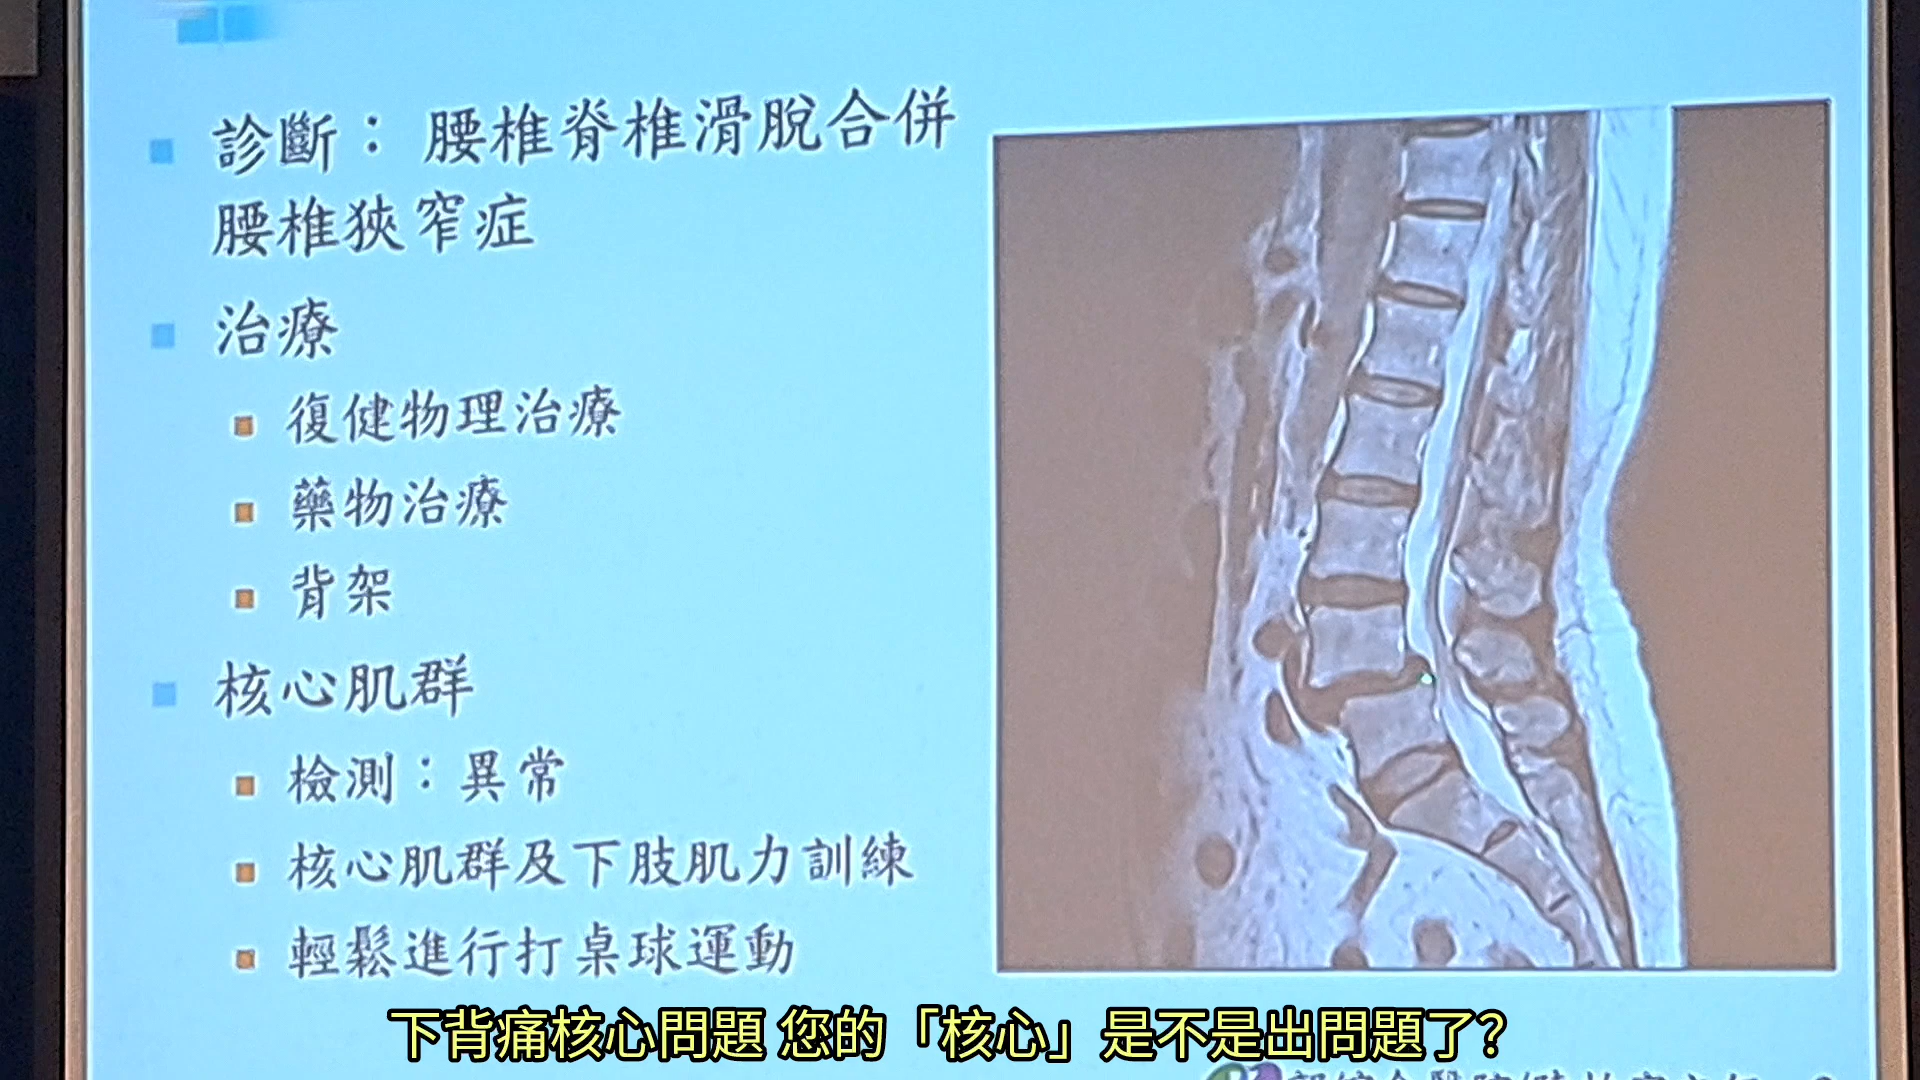 診斷： 腰椎脊椎滑脫合併
腰椎狹窄症
治療
復健物理治療
藥物治療
背架
核心肌群
檢測：異常
核心肌群及下肢肌力訓練
輕鬆進行打桌球運動
下背痛核心問題 您的「核心」是不是出問題了？